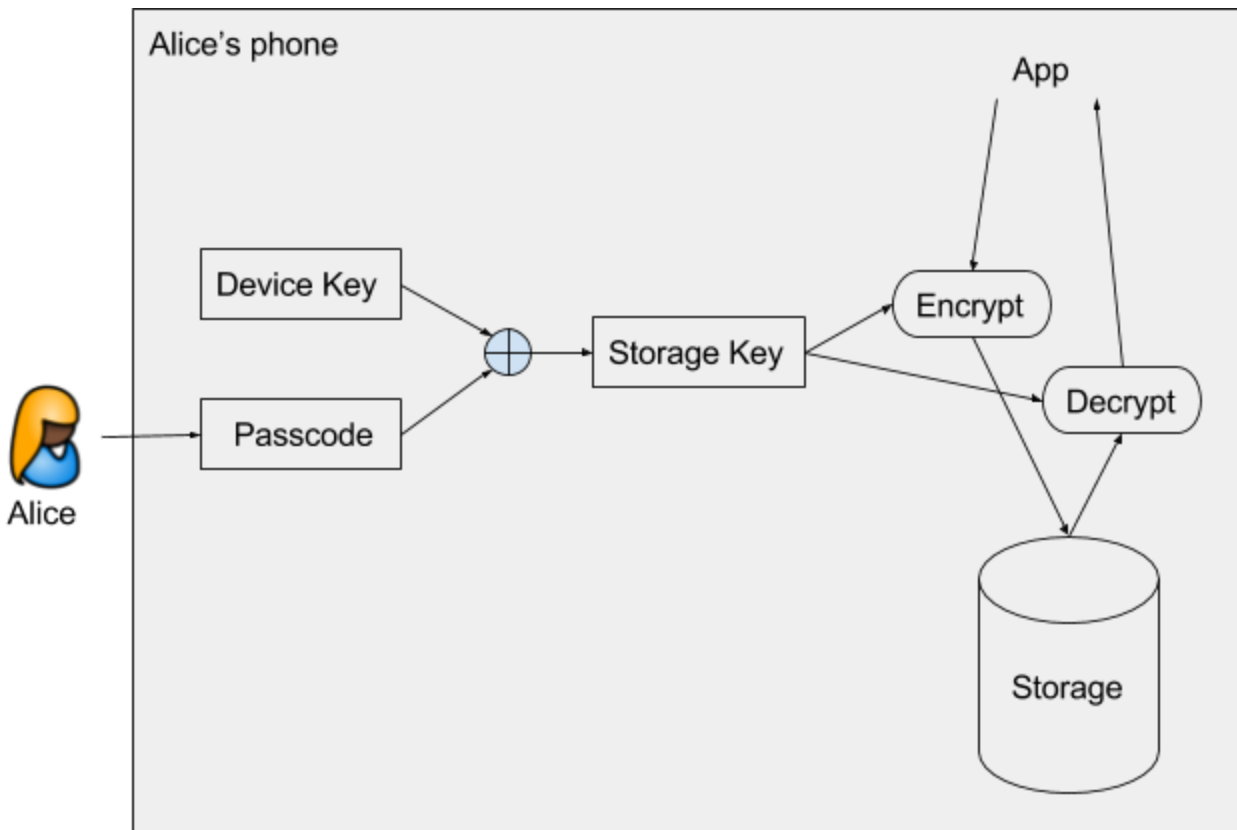 Alice’s phone
App
Device Key
Encrypt
Storage Key
Decrypt
Passcode
Alice
Storage